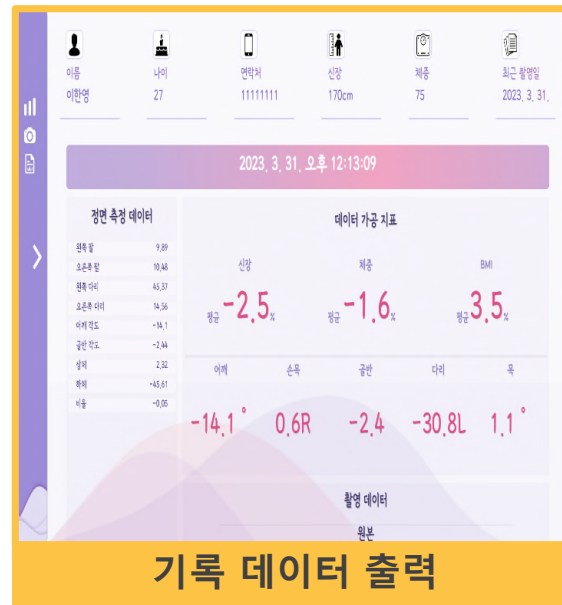 이름 나이 연락처 신장 체중 최근 촬영일
이한영 27 11111111 170cm 75 2023. 3. 31.
2023. 3. 31. 오후 12:13:09
정면 측정 데이터
왼쪽 팔 9.89
오른쪽 팔 10.48
왼쪽 다리 45.37
오른쪽 다리 14.56
어깨 각도 -14.1
골반 각도 -2.44
상체 2.32
하체 -45.61
비율 -0.05
데이터 가공 지표
신장 체중 BMI
평균 -2.5% 평균 -1.6% 평균 3.5%
어깨 손목 골반 다리 목
-14.1° 0.6R -2.4 -30.8L 1.1°
촬영 데이터
원본
기록 데이터 출력